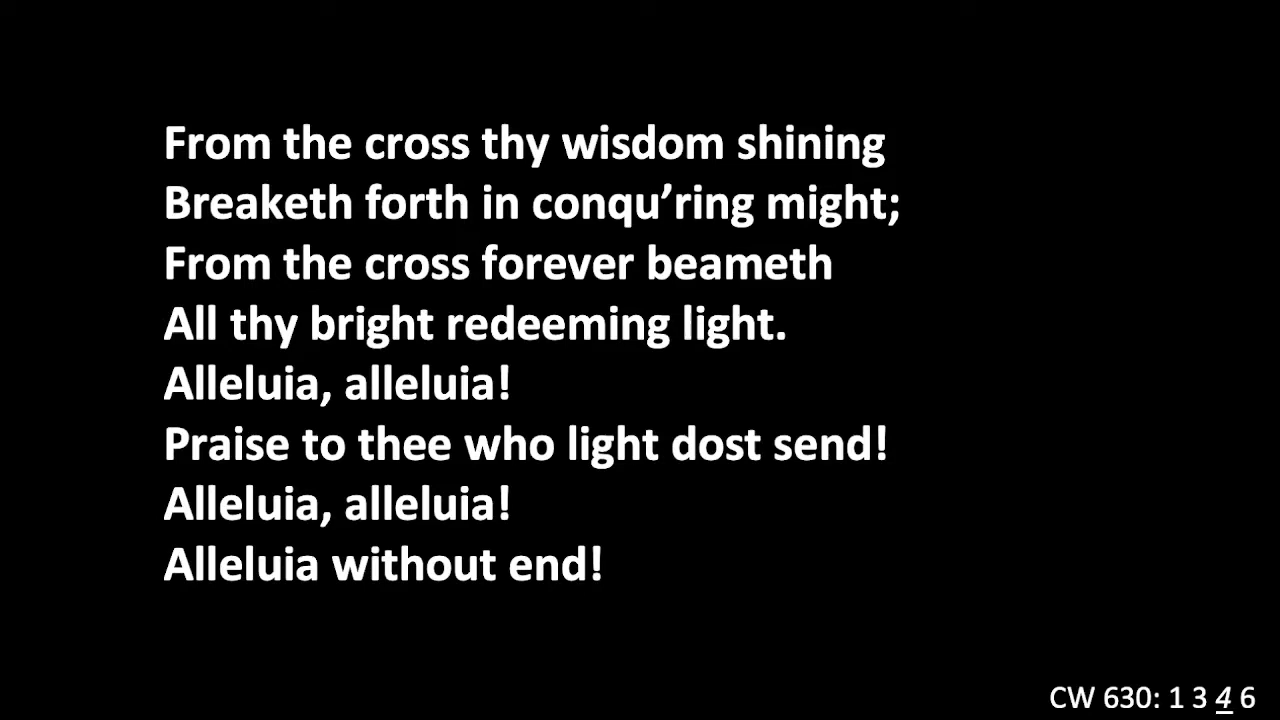 From the cross thy wisdom shining
Breaketh forth in conqu’ring might;
From the cross forever beameth
All thy bright redeeming light.
Alleluia, alleluia!
Praise to thee who light dost send!
Alleluia, alleluia!
Alleluia without end!
CW 630: 1 3 4 6